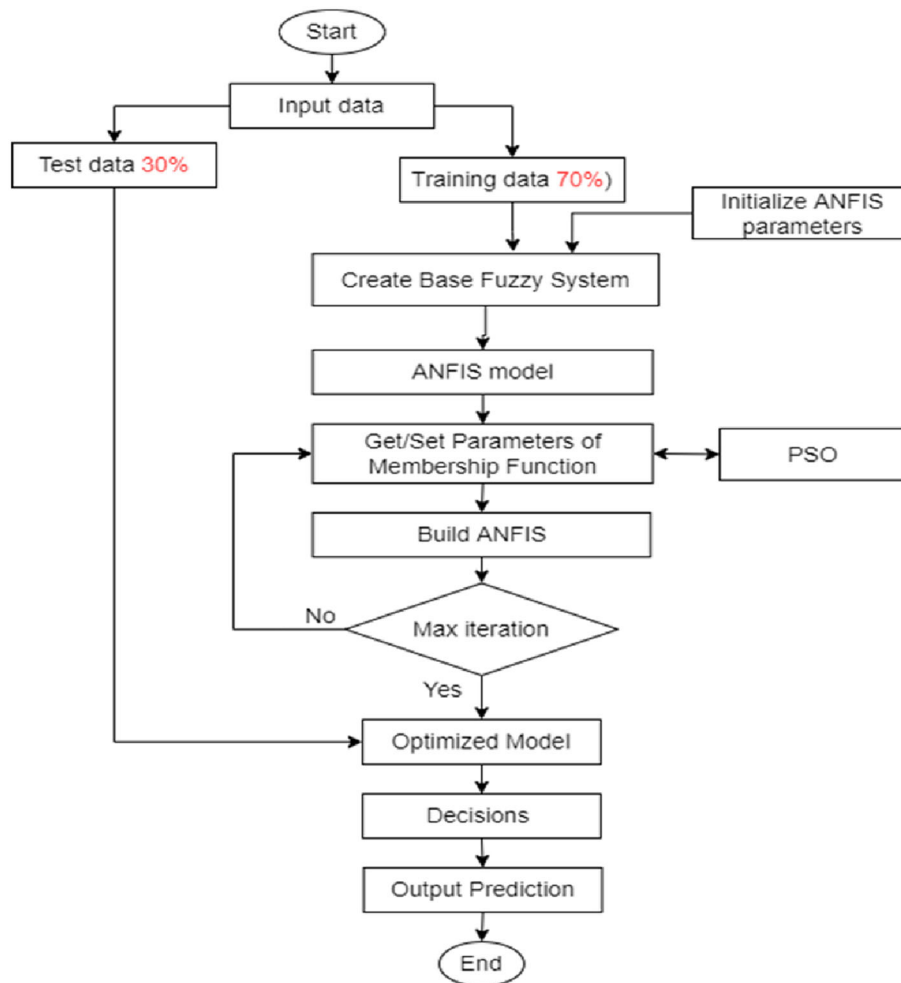 Start
Input data
Test data 30%
Training data 70%)
Initialize ANFIS
parameters
Create Base Fuzzy System
ANFIS model
Get/Set Parameters of
Membership Function
PSO
Build ANFIS
No
Max iteration
Yes
Optimized Model
Decisions
Output Prediction
End